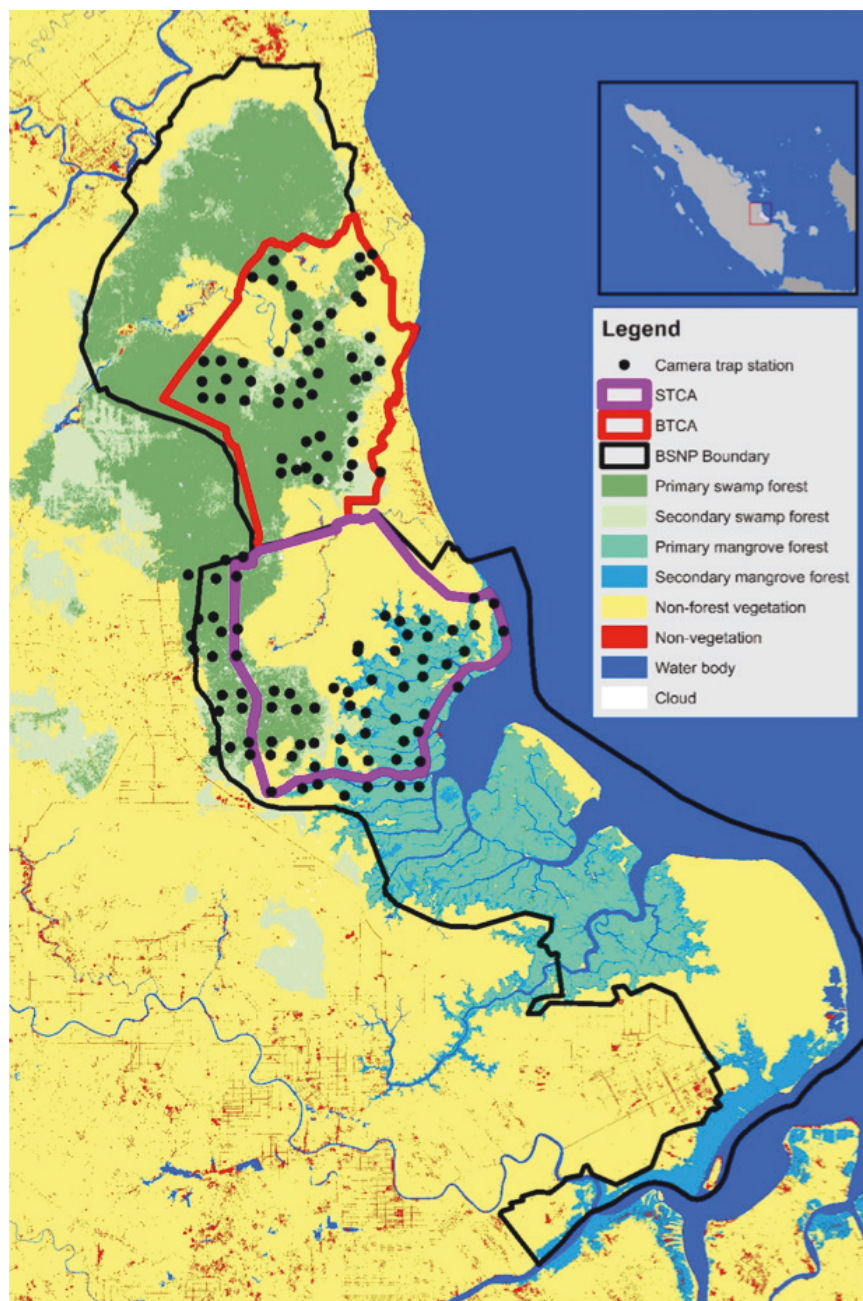 Legend
Camera trap station
STCA
BTCA
BSNP Boundary
Primary swamp forest
Secondary swamp forest
Primary mangrove forest
Secondary mangrove forest
Non-forest vegetation
Non-vegetation
Water body
Cloud